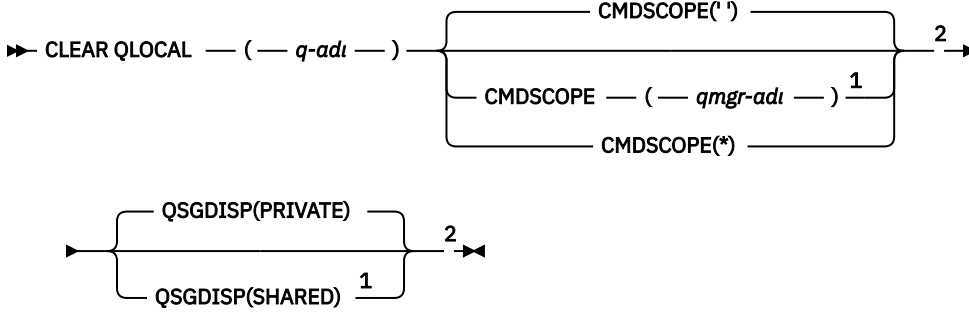 CMDSCOPE(' ')
CLEAR QLOCAL ( q-adı ) 2
CMDSCOPE ( qmgr-adı ) 1
CMDSCOPE(*)
QSGDISP(PRIVATE)
2
QSGDISP(SHARED) 1